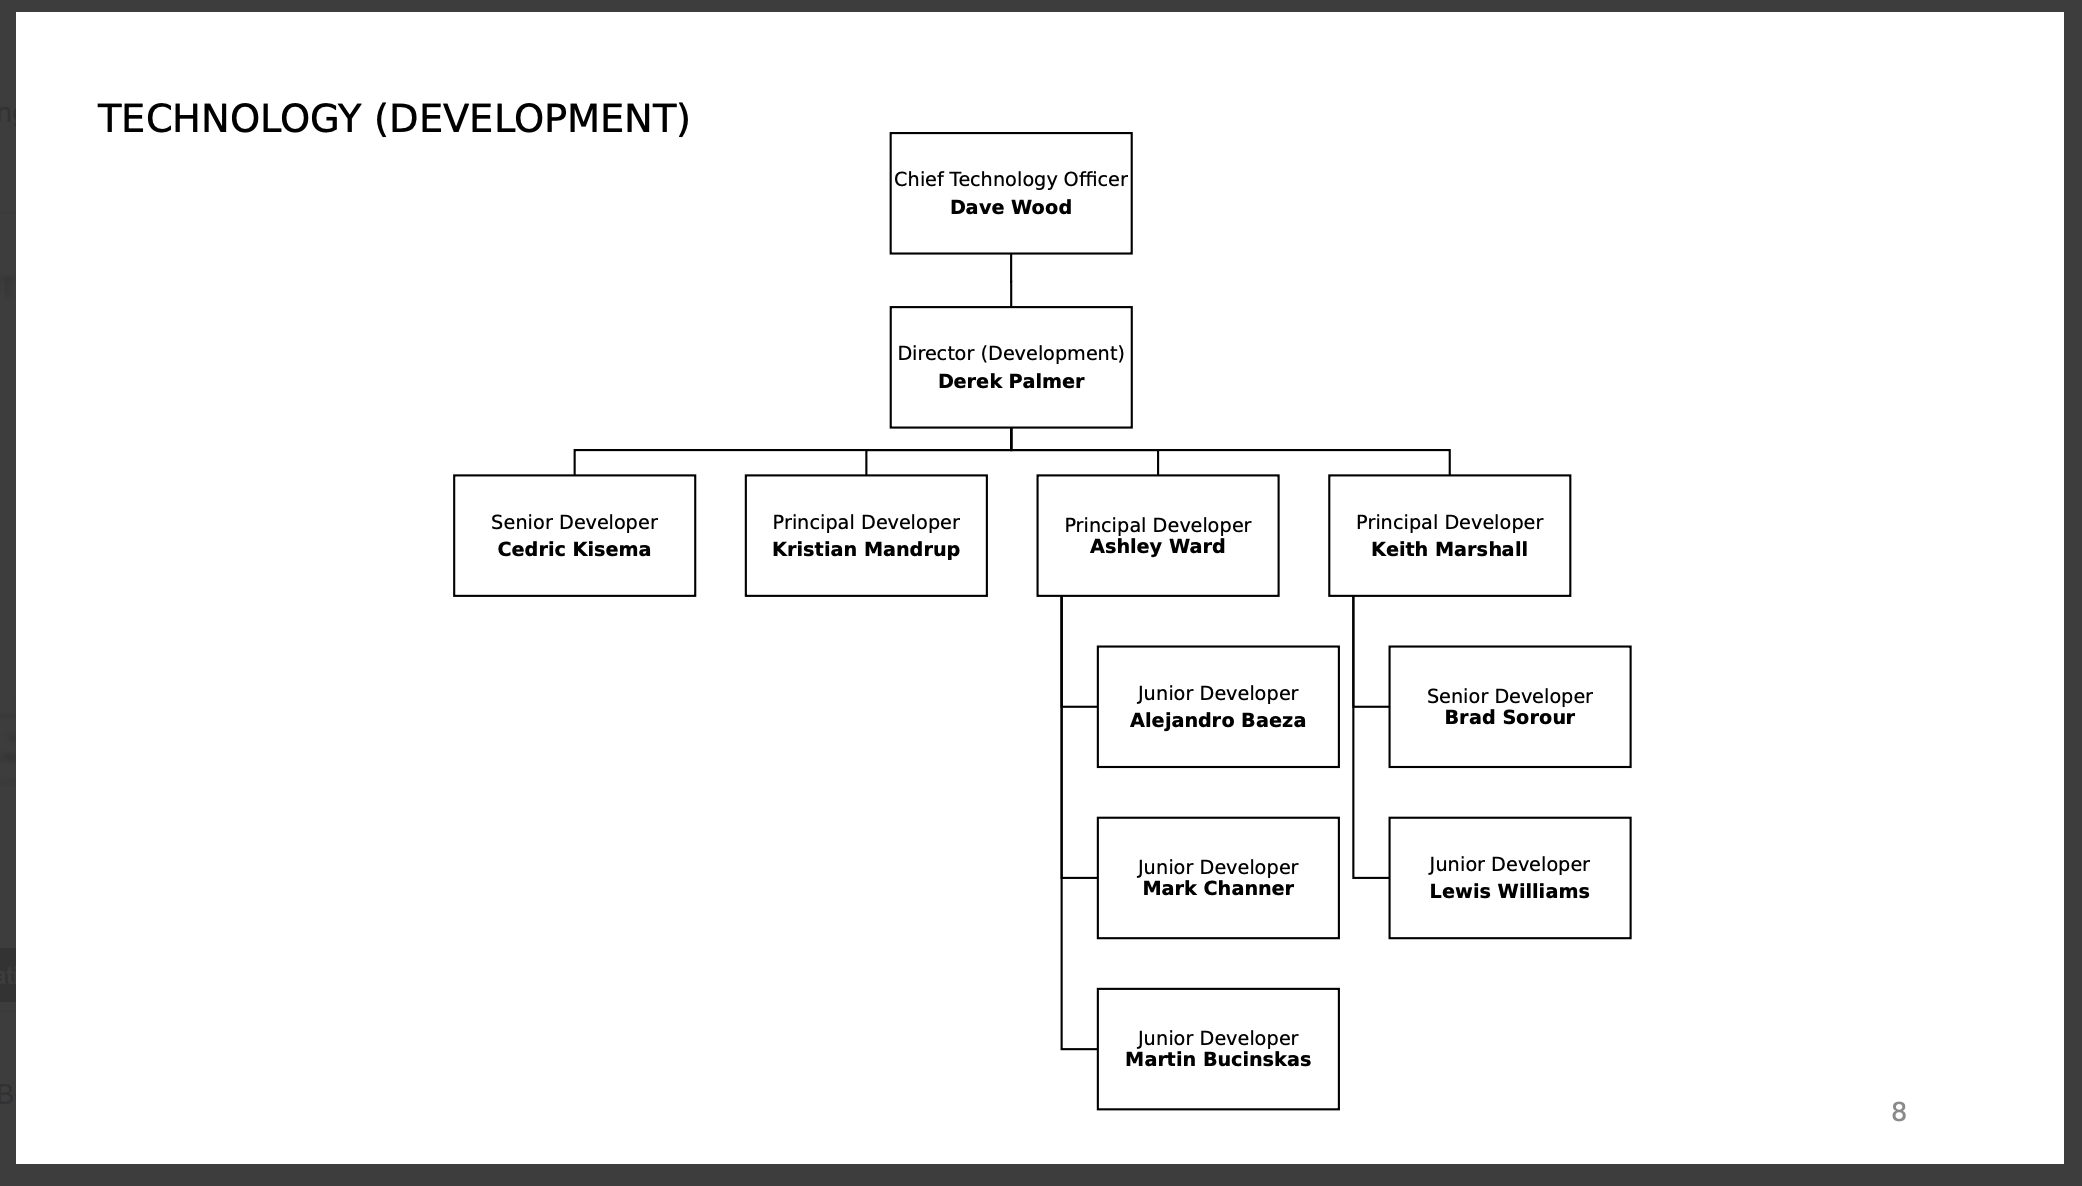 TECHNOLOGY (DEVELOPMENT)
Chief Technology Officer
Dave Wood
Director (Development)
Derek Palmer
Senior Developer
Cedric Kisema
Principal Developer
Kristian Mandrup
Principal Developer
Ashley Ward
Principal Developer
Keith Marshall
Junior Developer
Alejandro Baeza
Senior Developer
Brad Sorour
Junior Developer
Mark Channer
Junior Developer
Lewis Williams
Junior Developer
Martin Bucinskas
8